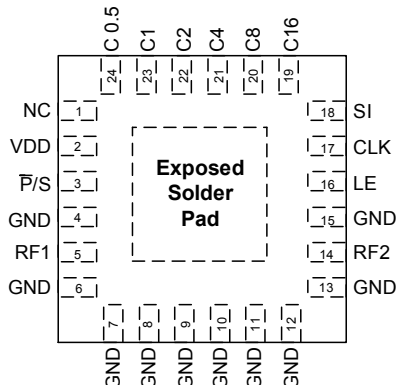 C 0.5 C1 C2 C4 C8 C16
24 23 22 21 20 19
NC 1
VDD 2
P̅/S 3
GND 4
RF1 5
GND 6
Exposed
Solder
Pad
18 SI
17 CLK
16 LE
15 GND
14 RF2
13 GND
7 8 9 10 11 12
GND GND GND GND GND GND